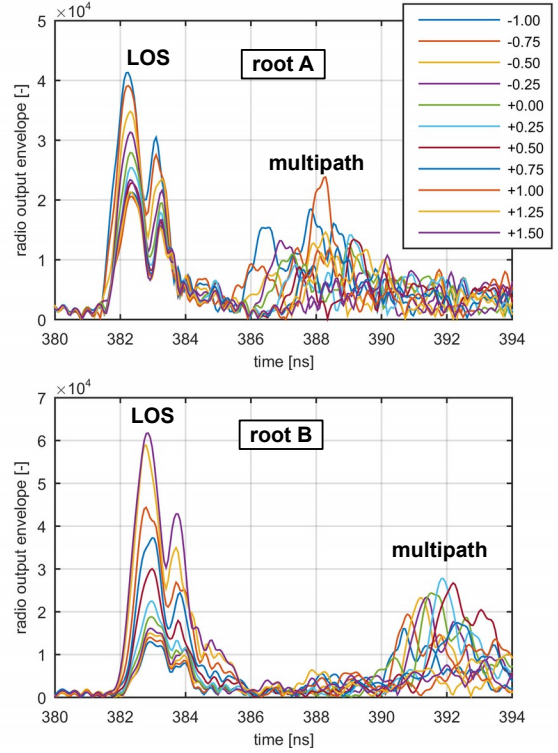 ×10⁴
5
4
3
2
1
0
radio output envelope [-]
LOS
root A
multipath
-1.00
-0.75
-0.50
-0.25
+0.00
+0.25
+0.50
+0.75
+1.00
+1.25
+1.50
380 382 384 386 388 390 392 394
time [ns]
×10⁴
7
6
5
4
3
2
1
0
radio output envelope [-]
LOS
root B
multipath
380 382 384 386 388 390 392 394
time [ns]